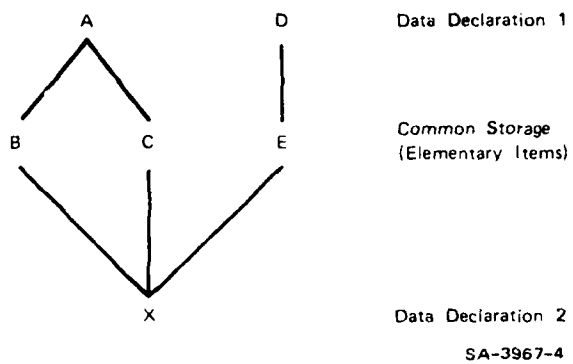 A D Data Declaration 1
B C E Common Storage
(Elementary Items)
X Data Declaration 2
SA-3967-4